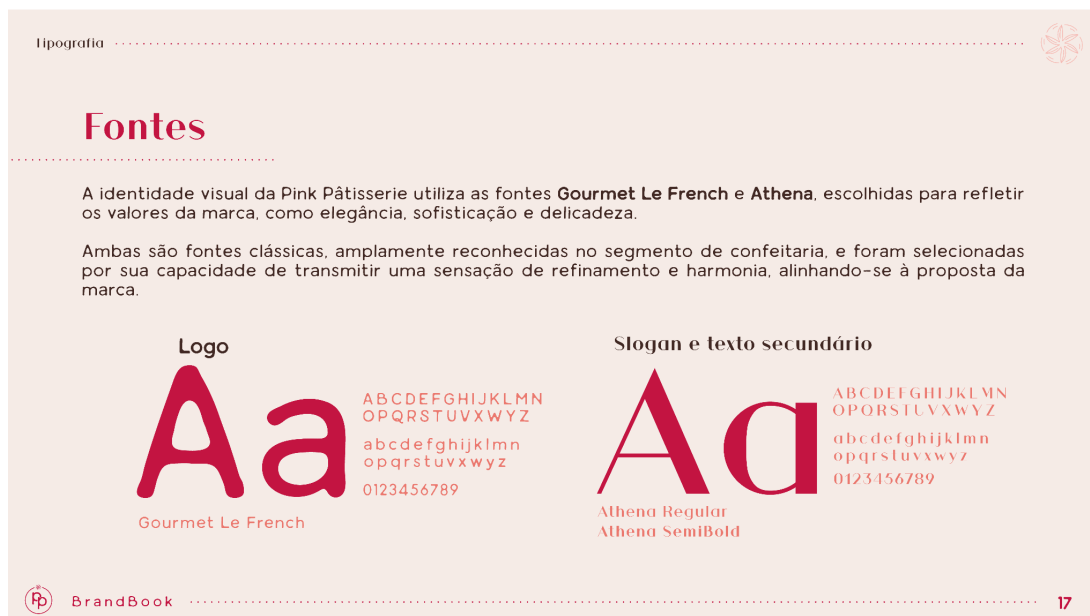 Tipografia
Fontes
A identidade visual da Pink Pâtisserie utiliza as fontes Gourmet Le French e Athena, escolhidas para refletir
os valores da marca, como elegância, sofisticação e delicadeza.
Ambas são fontes clássicas, amplamente reconhecidas no segmento de confeitaria, e foram selecionadas
por sua capacidade de transmitir uma sensação de refinamento e harmonia, alinhando-se à proposta da
marca.
Logo
Aa
ABCDEFGHIJKLMN
OPQRSTUVXWYZ
abcdefghijklmn
opqrstuvxwyz
0123456789
Gourmet Le French
Slogan e texto secundário
Aa
ABCDEFGHIJKLMN
OPQRSTUVXWYZ
abcdefghijklmn
opqrstuvxwyz
0123456789
Athena Regular
Athena SemiBold
Pp
BrandBook
17